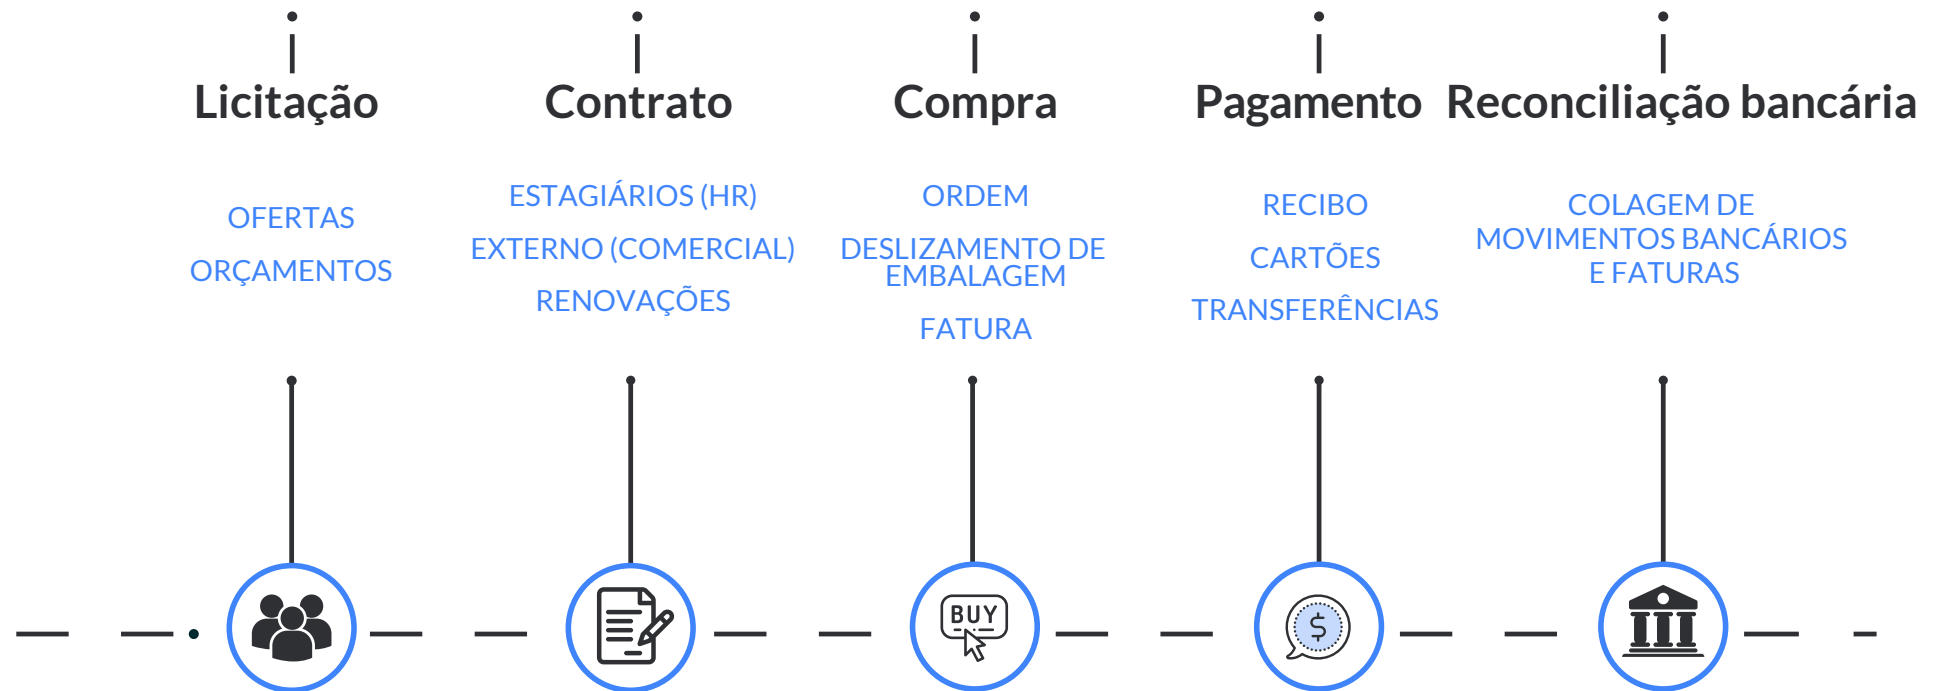 Licitação
OFERTAS
ORÇAMENTOS
Contrato
ESTAGIÁRIOS (HR)
EXTERNO (COMERCIAL)
RENOVAÇÕES
Compra
ORDEM
DESLIZAMENTO DE
EMBALAGEM
FATURA
Pagamento
RECIBO
CARTÕES
TRANSFERÊNCIAS
Reconciliação bancária
COLAGEM DE
MOVIMENTOS BANCÁRIOS
E FATURAS
BUY
$